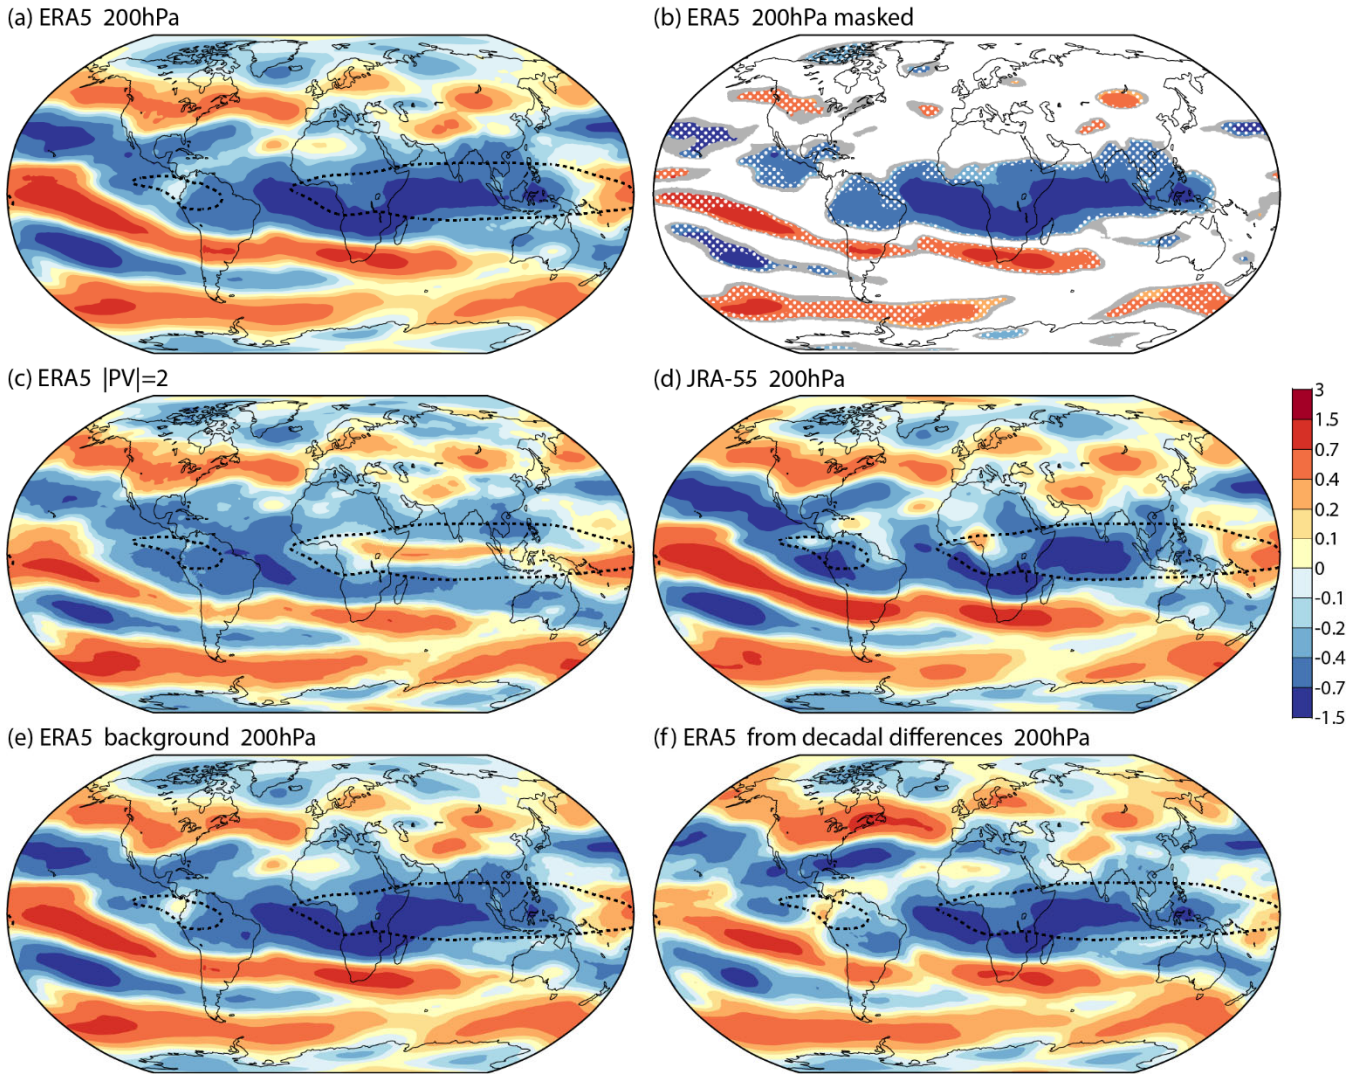 (a) ERA5 200hPa
(b) ERA5 200hPa masked
(c) ERA5 |PV|=2
(d) JRA-55 200hPa
3
1.5
0.7
0.4
0.2
0.1
0
-0.1
-0.2
-0.4
-0.7
-1.5
(e) ERA5 background 200hPa
(f) ERA5 from decadal differences 200hPa